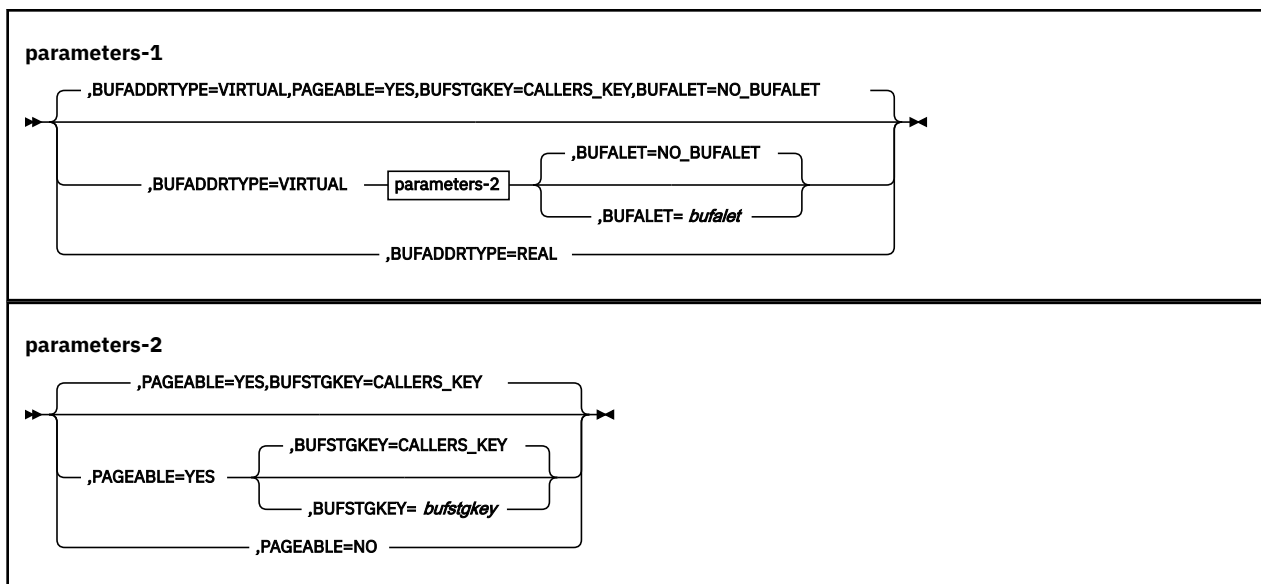 parameters-1
,BUFADDRTYPE=VIRTUAL,PAGEABLE=YES,BUFSTGKEY=CALLERS_KEY,BUFALET=NO_BUFALET
,BUFALET=NO_BUFALET
,BUFADDRTYPE=VIRTUAL parameters-2
,BUFALET= bufalet
,BUFADDRTYPE=REAL
parameters-2
,PAGEABLE=YES,BUFSTGKEY=CALLERS_KEY
,BUFSTGKEY=CALLERS_KEY
,PAGEABLE=YES
,BUFSTGKEY= bufstgkey
,PAGEABLE=NO